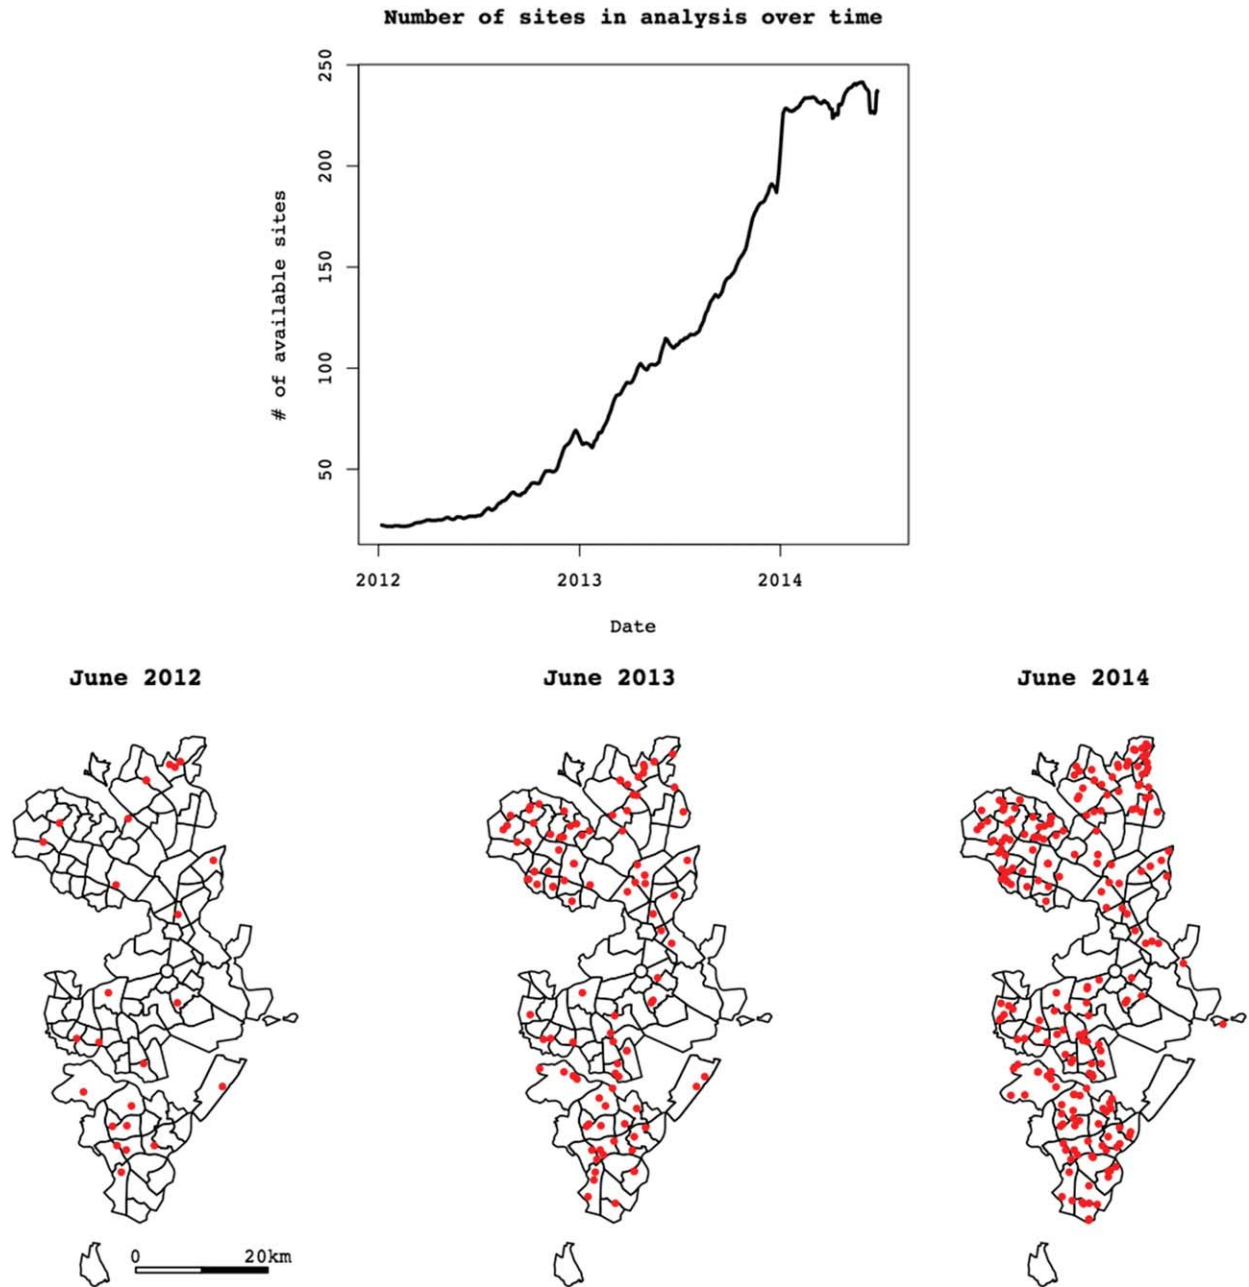 Number of sites in analysis over time
250
200
150
100
50
# of available sites
2012 2013 2014
Date
June 2012 June 2013 June 2014
0 20km